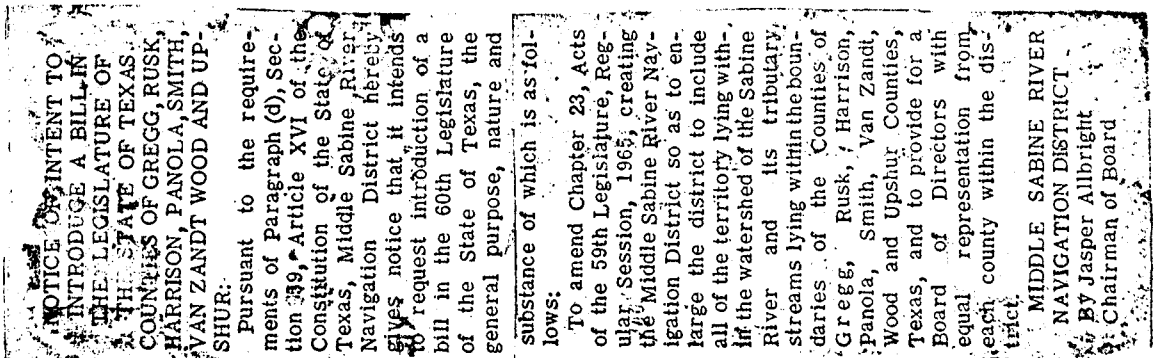 NOTICE OF INTENT TO
INTRODUCE A BILL IN
THE LEGISLATURE OF
THE STATE OF TEXAS
COUNTIES OF GREGG, RUSK,
HARRISON, PANOLA, SMITH,
VAN ZANDT WOOD AND UP-
SHUR:
Pursuant to the require-
ments of Paragraph (d), Sec-
tion 59, Article XVI of the
Constitution of the State of
Texas, Middle Sabine River
Navigation District hereby
gives notice that it intends
to request introduction of a
bill in the 60th Legislature
of the State of Texas, the
general purpose, nature and
substance of which is as fol-
lows:
To amend Chapter 23, Acts
of the 59th Legislature, Reg-
ular Session, 1965, creating
the Middle Sabine River Nav-
igation District so as to en-
large the district to include
all of the territory lying with-
in the watershed of the Sabine
River and its tributary
streams lying within the boun-
daries of the Counties of
Gregg, Rusk, Harrison,
Panola, Smith, Van Zandt,
Wood and Upshur Counties,
Texas, and to provide for a
Board of Directors with
equal representation from
each county within the dis-
trict.
MIDDLE SABINE RIVER
NAVIGATION DISTRICT
By Jasper Allbright
Chairman of Board